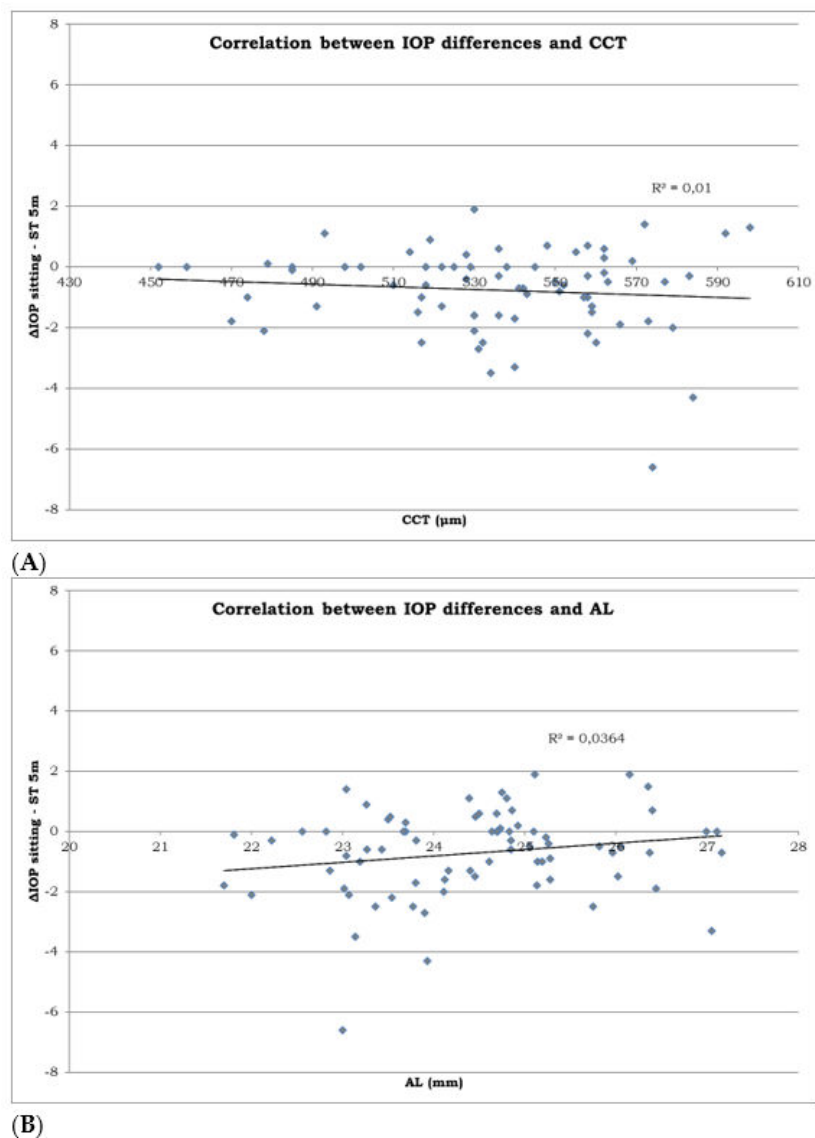 Correlation between IOP differences and CCT
8
6
4
R² = 0,01
2
0
430 450 470 490 510 530 550 570 590 610
-2
-4
-6
-8
ΔIOP sitting - ST 5m
CCT (µm)
(A)
Correlation between IOP differences and AL
8
6
4
R² = 0,0364
2
0
20 21 22 23 24 25 26 27 28
-2
-4
-6
-8
ΔIOP sitting - ST 5m
AL (mm)
(B)